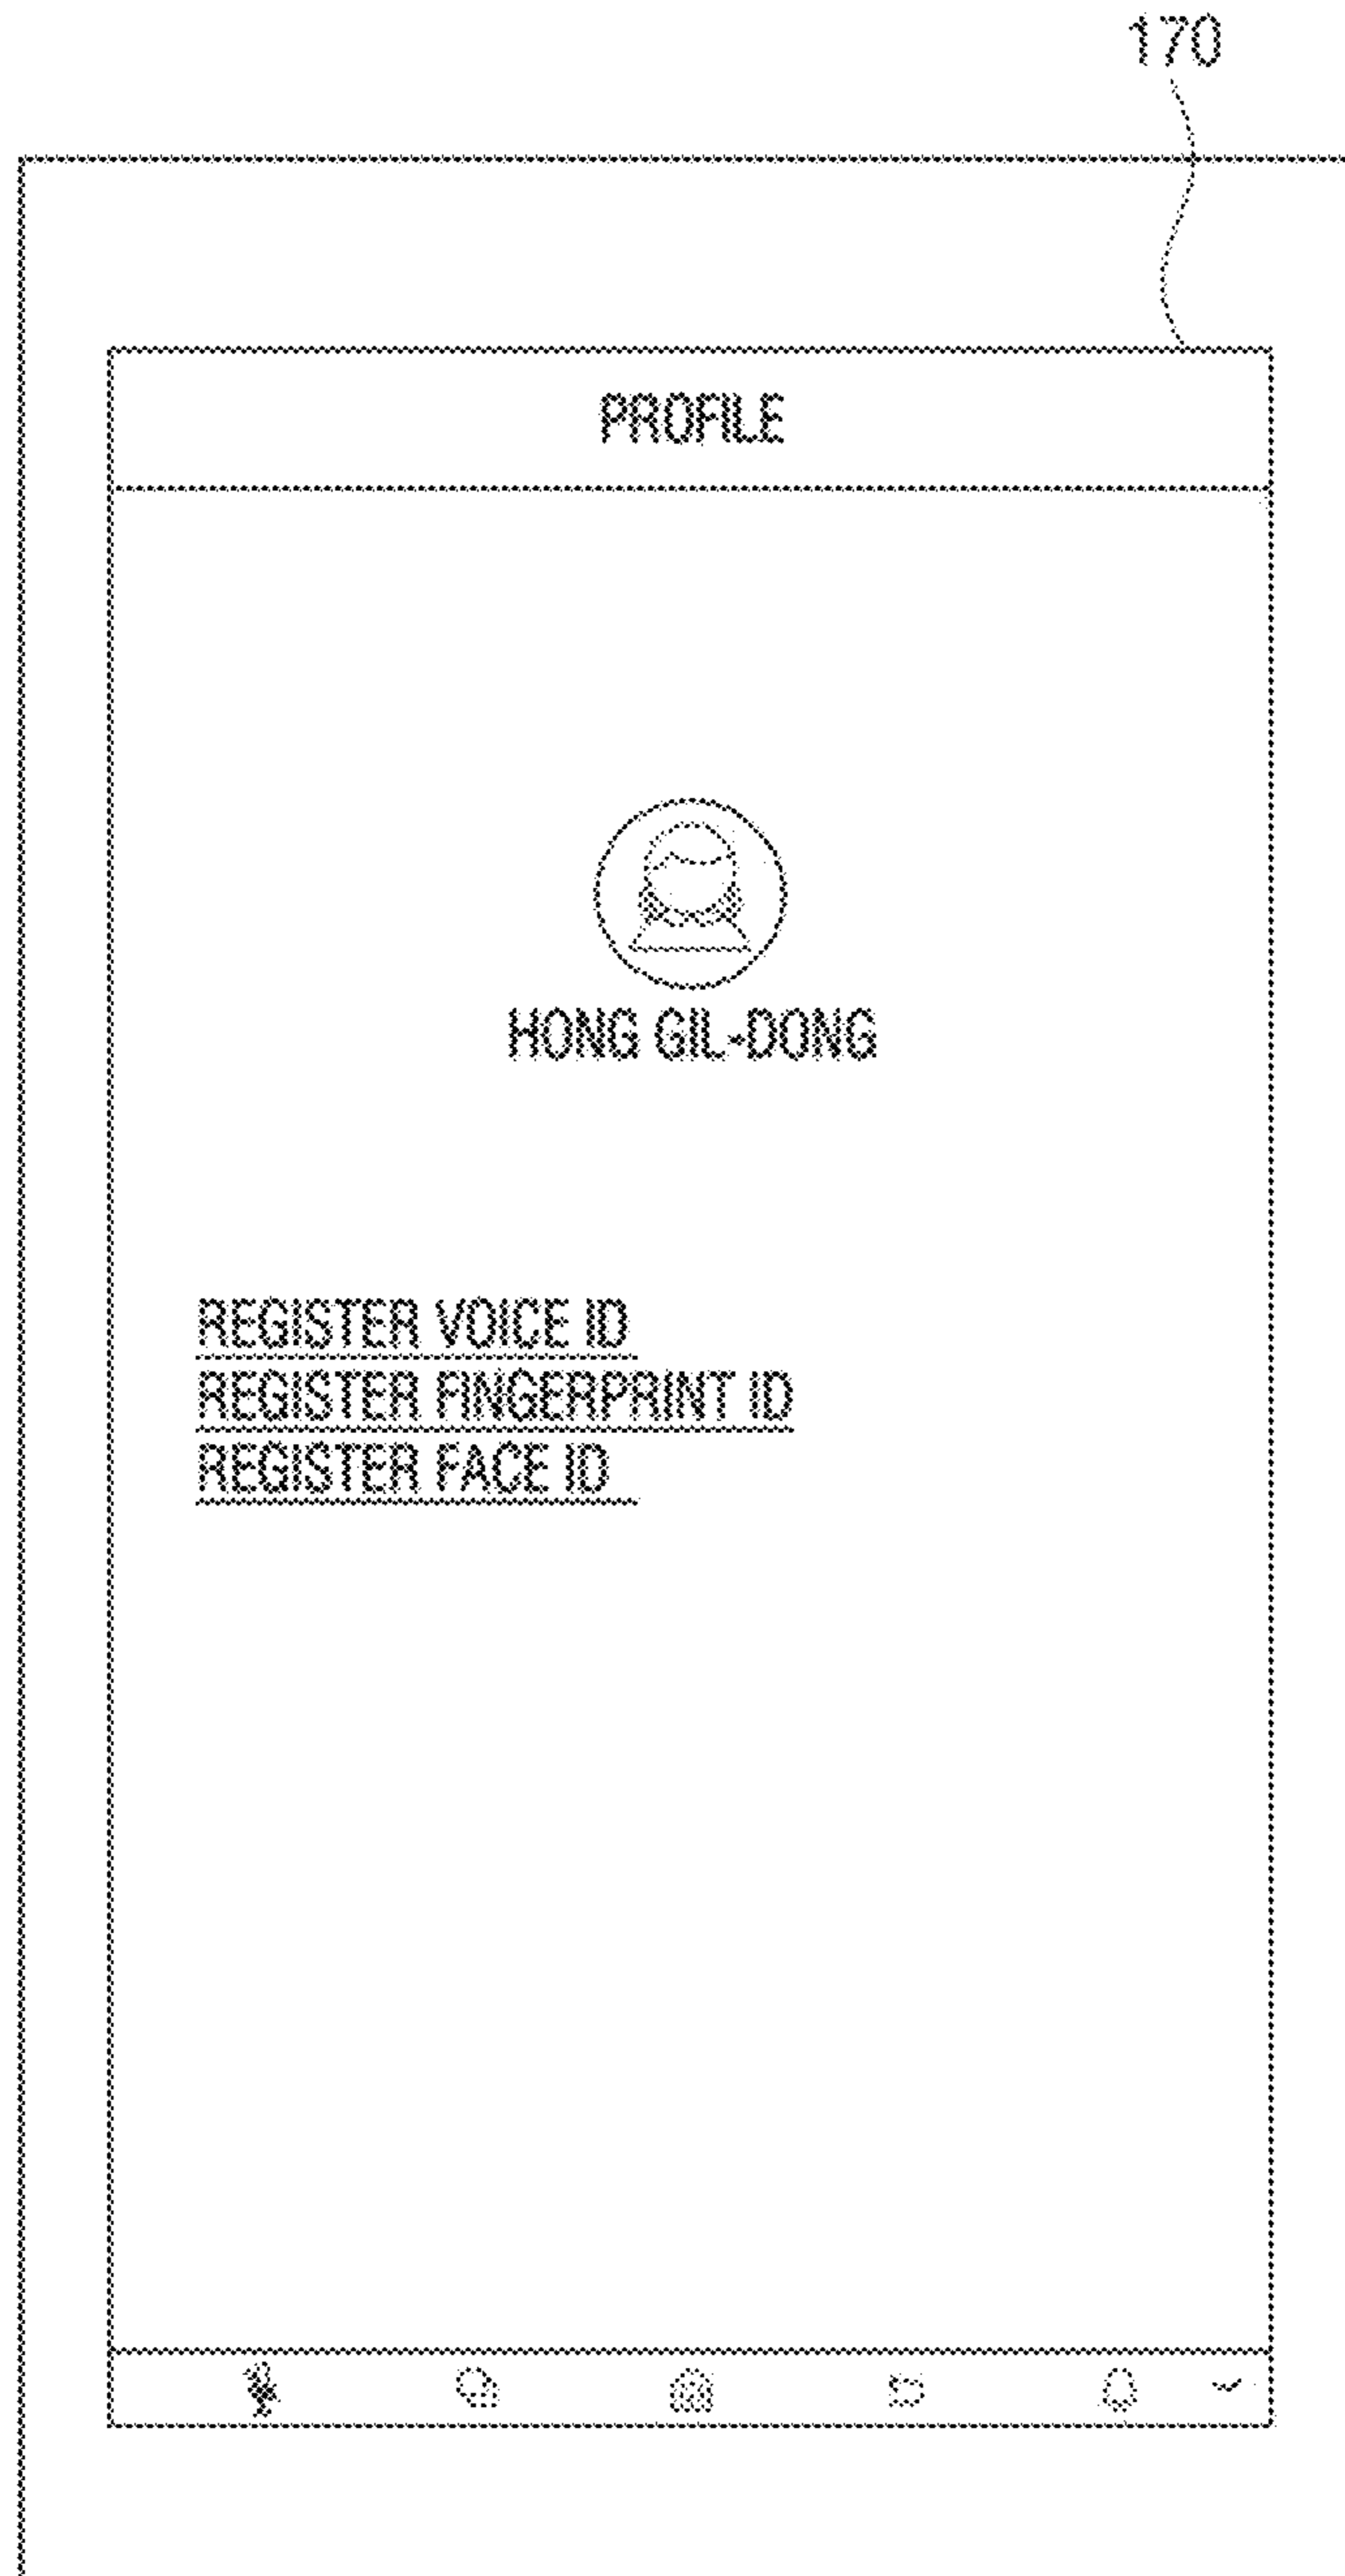 170
PROFILE
HONG GIL-DONG
REGISTER VOICE ID
REGISTER FINGERPRINT ID
REGISTER FACE ID